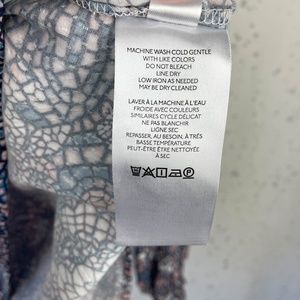 MACHINE WASH COLD GENTLE
WITH LIKE COLORS
DO NOT BLEACH
LINE DRY
LOW IRON AS NEEDED
MAY BE DRY CLEANED
LAVER À LA MACHINE À L'EAU
FROIDE AVEC COULEURS
SIMILAIRES CYCLE DÉLICAT
NE PAS BLANCHIR
LIGNE SEC
REPASSER, AU BESOIN, À TRÈS
BASSE TEMPÉRATURE
PEUT-ÊTRE ÊTRE NETTOYÉE
À SEC